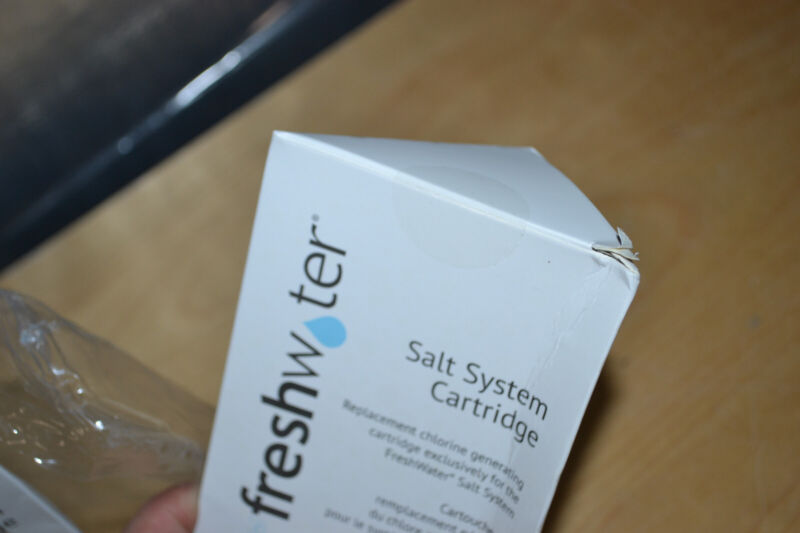 freshwater®
Salt System
Cartridge
Replacement chlorine generating
cartridge exclusively for the
FreshWater™ Salt System
Cartouche
remplacement
du chlore
pour le